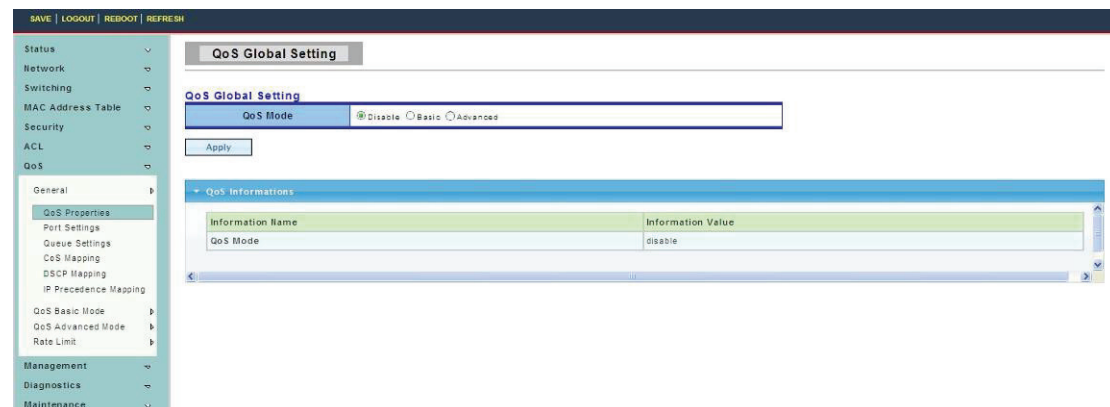 SAVE | LOGOUT | REBOOT | REFRESH
Status
Network
Switching
MAC Address Table
Security
ACL
QoS
General
QoS Properties
Port Settings
Queue Settings
CoS Mapping
DSCP Mapping
IP Precedence Mapping
QoS Basic Mode
QoS Advanced Mode
Rate Limit
Management
Diagnostics
Maintenance
QoS Global Setting
QoS Global Setting
QoS Mode Disable Basic Advanced
Apply
QoS Informations
Information Name Information Value
QoS Mode disable